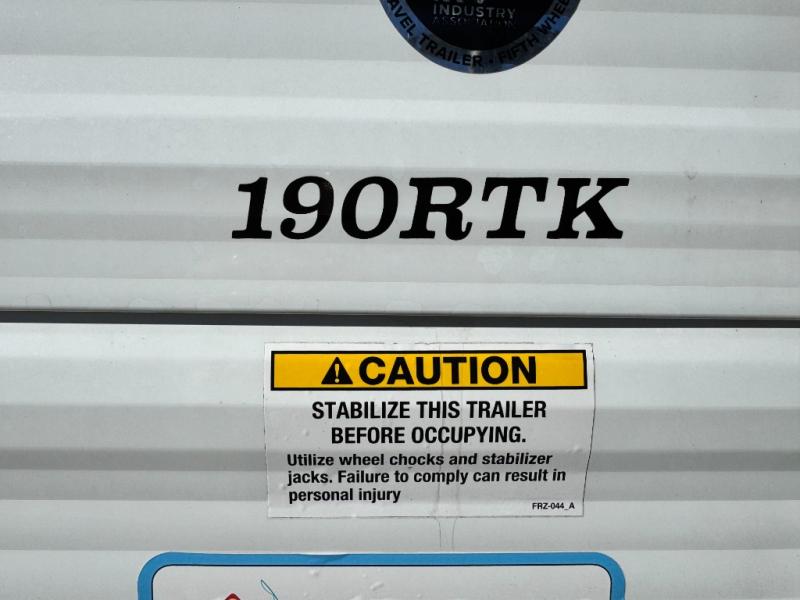 INDUSTRY
ASSOCIATION
TRAILER • FIFTH
190RTK
CAUTION
STABILIZE THIS TRAILER
BEFORE OCCUPYING.
Utilize wheel chocks and stabilizer
jacks. Failure to comply can result in
personal injury
FRZ-044_A